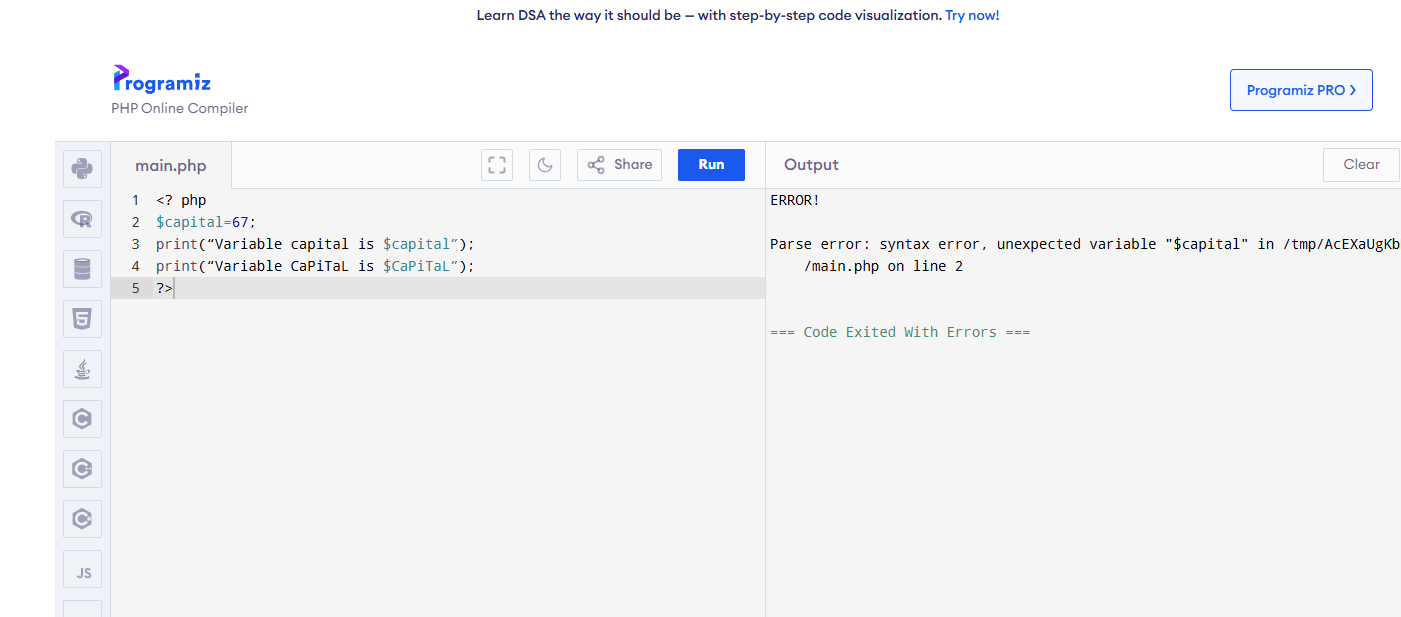 Learn DSA the way it should be — with step-by-step code visualization. Try now!
Programiz
PHP Online Compiler
Programiz PRO ❯
main.php
Share
Run
Output
Clear
1 <? php
2 $capital=67;
3 print(“Variable capital is $capital”);
4 print(“Variable CaPiTaL is $CaPiTaL”);
5 ?>
ERROR!
Parse error: syntax error, unexpected variable "$capital" in /tmp/AcEXaUgKb
/main.php on line 2
=== Code Exited With Errors ===
R
5
C
C
C
JS